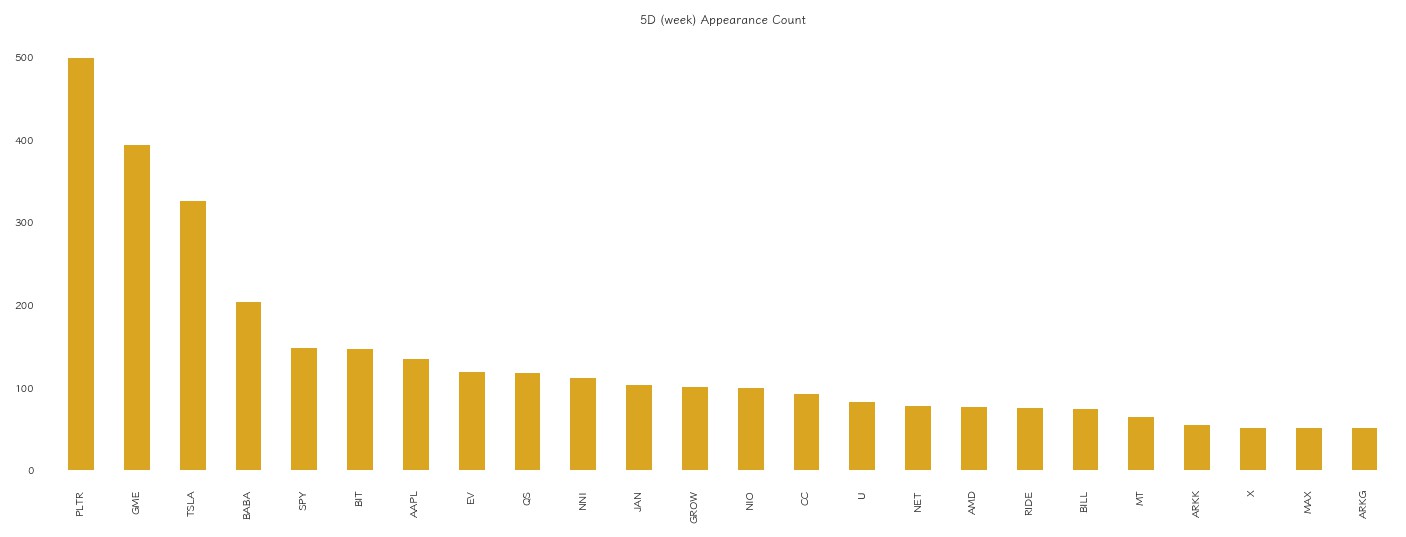 5D (week) Appearance Count
500
400
300
200
100
0
PLTR
GME
TSLA
BABA
SPY
BIT
AAPL
EV
QS
NNI
JAN
GROW
NIO
CC
U
NET
AMD
RIDE
BILL
MT
ARKK
X
MAX
ARKG